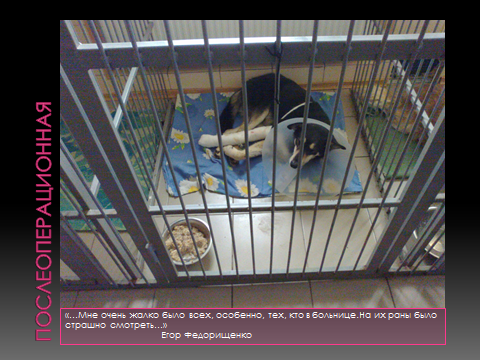 ПОСЛЕОПЕРАЦИОННАЯ
«...Мне очень жалко было всех, особенно, тех, кто в больнице.На их раны было
страшно смотреть...»
Егор Федорищенко